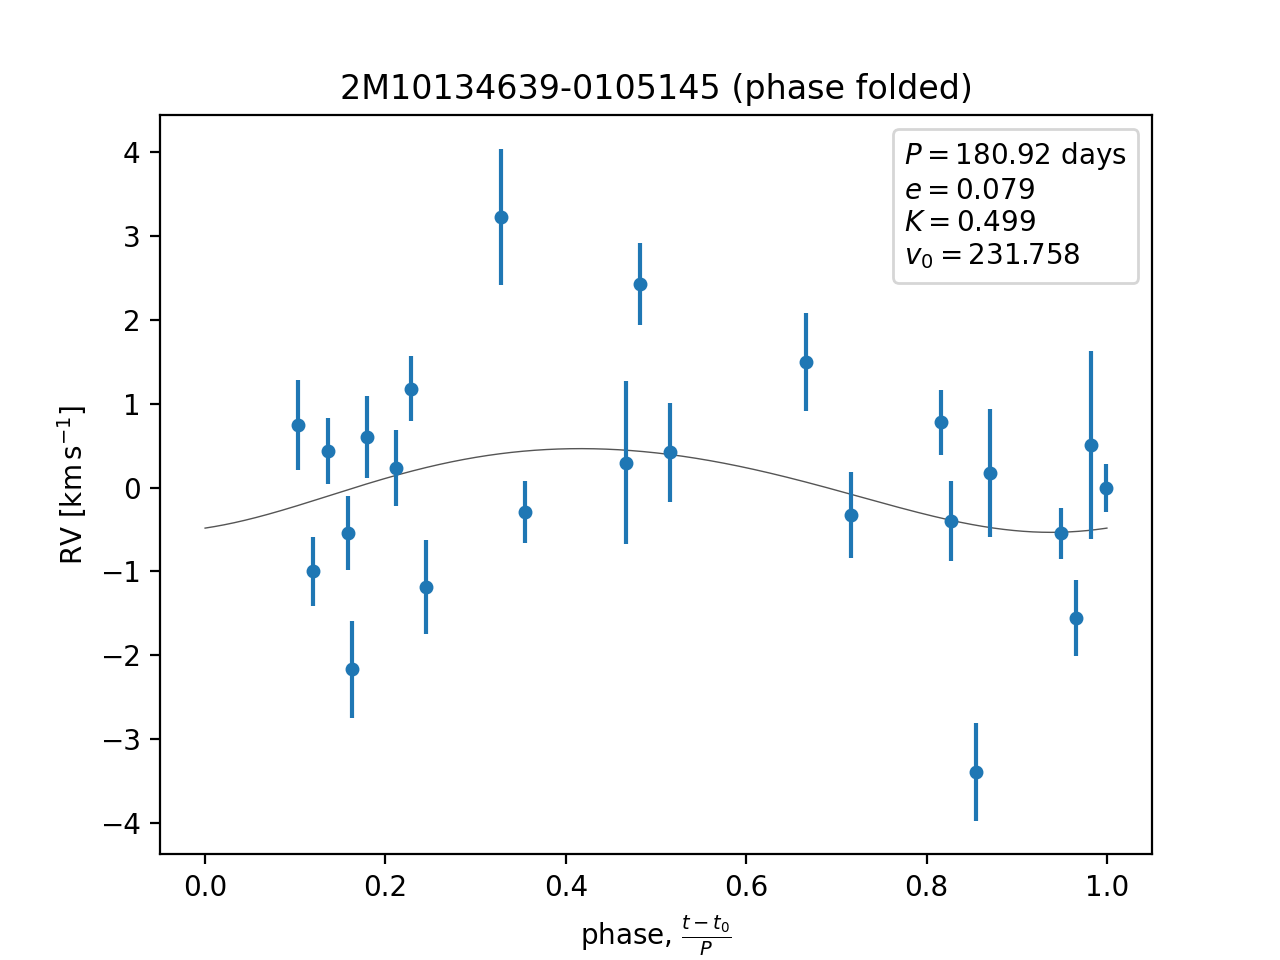 2M10134639-0105145 (phase folded)
P = 180.92 days
e = 0.079
K = 0.499
v₀ = 231.758
RV [km s⁻¹]
4
3
2
1
0
−1
−2
−3
−4
0.0 0.2 0.4 0.6 0.8 1.0
phase, (t − t₀)/P